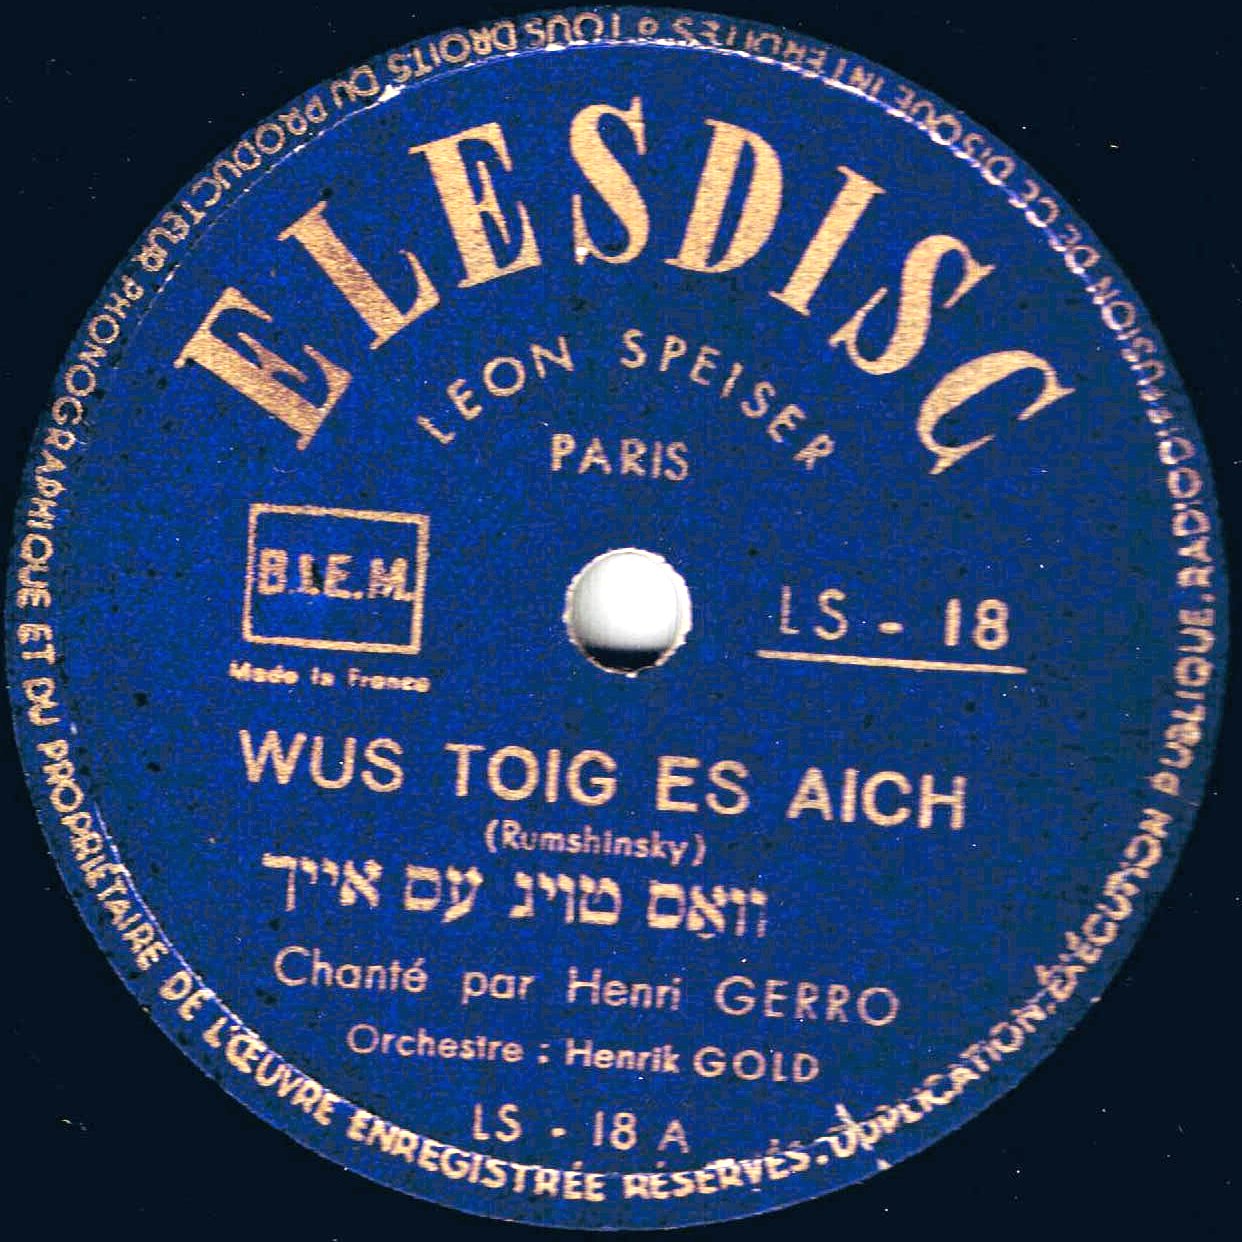 ELESDISC
LEON SPEISER
PARIS
B.I.E.M.
Made in France
LS - 18
WUS TOIG ES AICH
(Rumshinsky)
וואָס טויג עס אייך
Chanté par Henri GERRO
Orchestre : Henrik GOLD
LS - 18 A
TOUS DROITS DU PRODUCTEUR PHONOGRAPHIQUE ET DU PROPRIÉTAIRE DE L'ŒUVRE ENREGISTRÉE RÉSERVÉS. DUPLICATION, EXÉCUTION PUBLIQUE, RADIODIFFUSION DE CE DISQUE INTERDITES